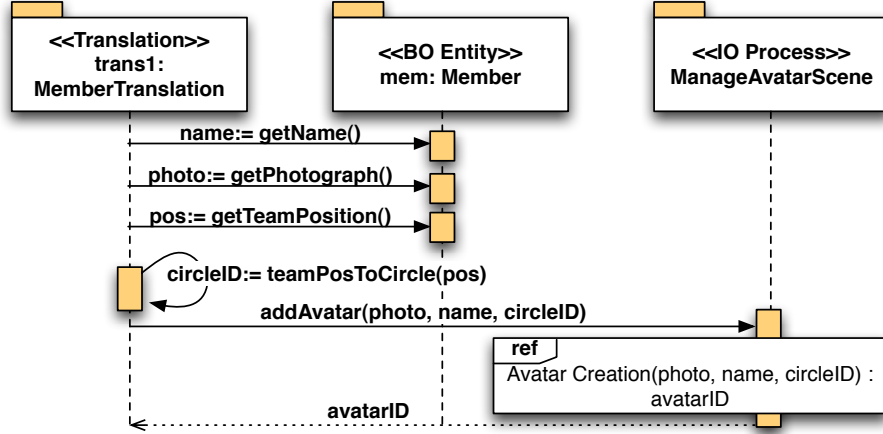 <<Translation>>
trans1:
MemberTranslation
<<BO Entity>>
mem: Member
<<IO Process>>
ManageAvatarScene
name:= getName()
photo:= getPhotograph()
pos:= getTeamPosition()
circleID:= teamPosToCircle(pos)
addAvatar(photo, name, circleID)
ref
Avatar Creation(photo, name, circleID) :
avatarID
avatarID